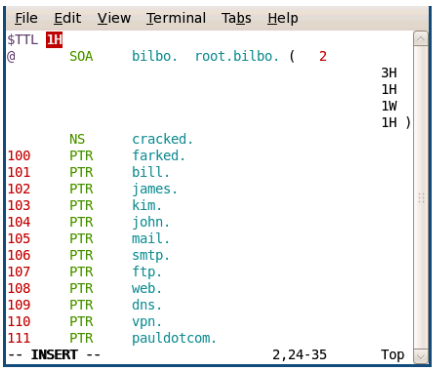 File Edit View Terminal Tabs Help
$TTL 1H
@ SOA bilbo. root.bilbo. ( 2
3H
1H
1W
1H )
NS cracked.
100 PTR farked.
101 PTR bill.
102 PTR james.
103 PTR kim.
104 PTR john.
105 PTR mail.
106 PTR smtp.
107 PTR ftp.
108 PTR web.
109 PTR dns.
110 PTR vpn.
111 PTR pauldotcom.
-- INSERT -- 2,24-35 Top